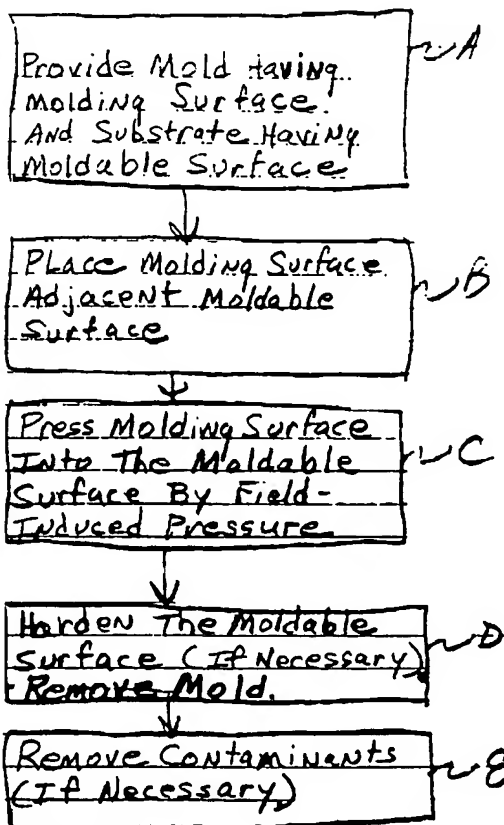 A
Provide Mold Having
Molding Surface
And Substrate Having
Moldable Surface
Place Molding Surface
Adjacent Moldable
Surface
B
Press Molding Surface
Into The Moldable
Surface By Field-
Induced Pressure
C
Harden The Moldable
Surface (If Necessary).
Remove Mold.
D
Remove Contaminants
(If Necessary)
E